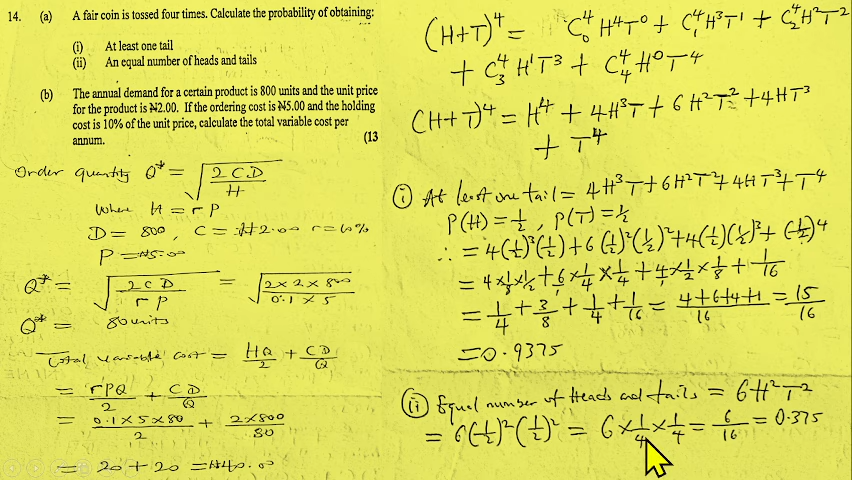 14. (a) A fair coin is tossed four times. Calculate the probability of obtaining:
(i) At least one tail
(ii) An equal number of heads and tails
(b) The annual demand for a certain product is 800 units and the unit price
for the product is ₦2.00. If the ordering cost is ₦5.00 and the holding
cost is 10% of the unit price, calculate the total variable cost per
annum. (13
Order quantity Q* = √(2CD/H)
Where H = rP
D = 800, C = ₦2.00 r = 10%
P = ₦5.00
Q* = √(2CD/rP) = √(2×2×800/0.1×5)
Q* = 80 units
Total variable cost = HQ/2 + CD/Q
= rPQ/2 + CD/Q
= 0.1×5×80/2 + 2×800/80
= 20 + 20 = ₦40.00
(H+T)⁴ = C⁴₀ H⁴T⁰ + C⁴₁ H³T¹ + C⁴₂ H²T²
+ C⁴₃ H¹T³ + C⁴₄ H⁰T⁴
(H+T)⁴ = H⁴ + 4H³T + 6H²T² + 4HT³
+ T⁴
(i) At least one tail = 4H³T + 6H²T² + 4HT³ + T⁴
P(H) = ½, P(T) = ½
∴ = 4(½)³(½) + 6(½)²(½)² + 4(½)(½)³ + (½)⁴
= 4×1/8×1/2 + 6×1/4×1/4 + 4×1/2×1/8 + 1/16
= 1/4 + 3/8 + 1/4 + 1/16 = 4+6+4+1/16 = 15/16
= 0.9375
(ii) Equal number of Heads and tails = 6H²T²
= 6(½)²(½)² = 6×1/4×1/4 = 6/16 = 0.375